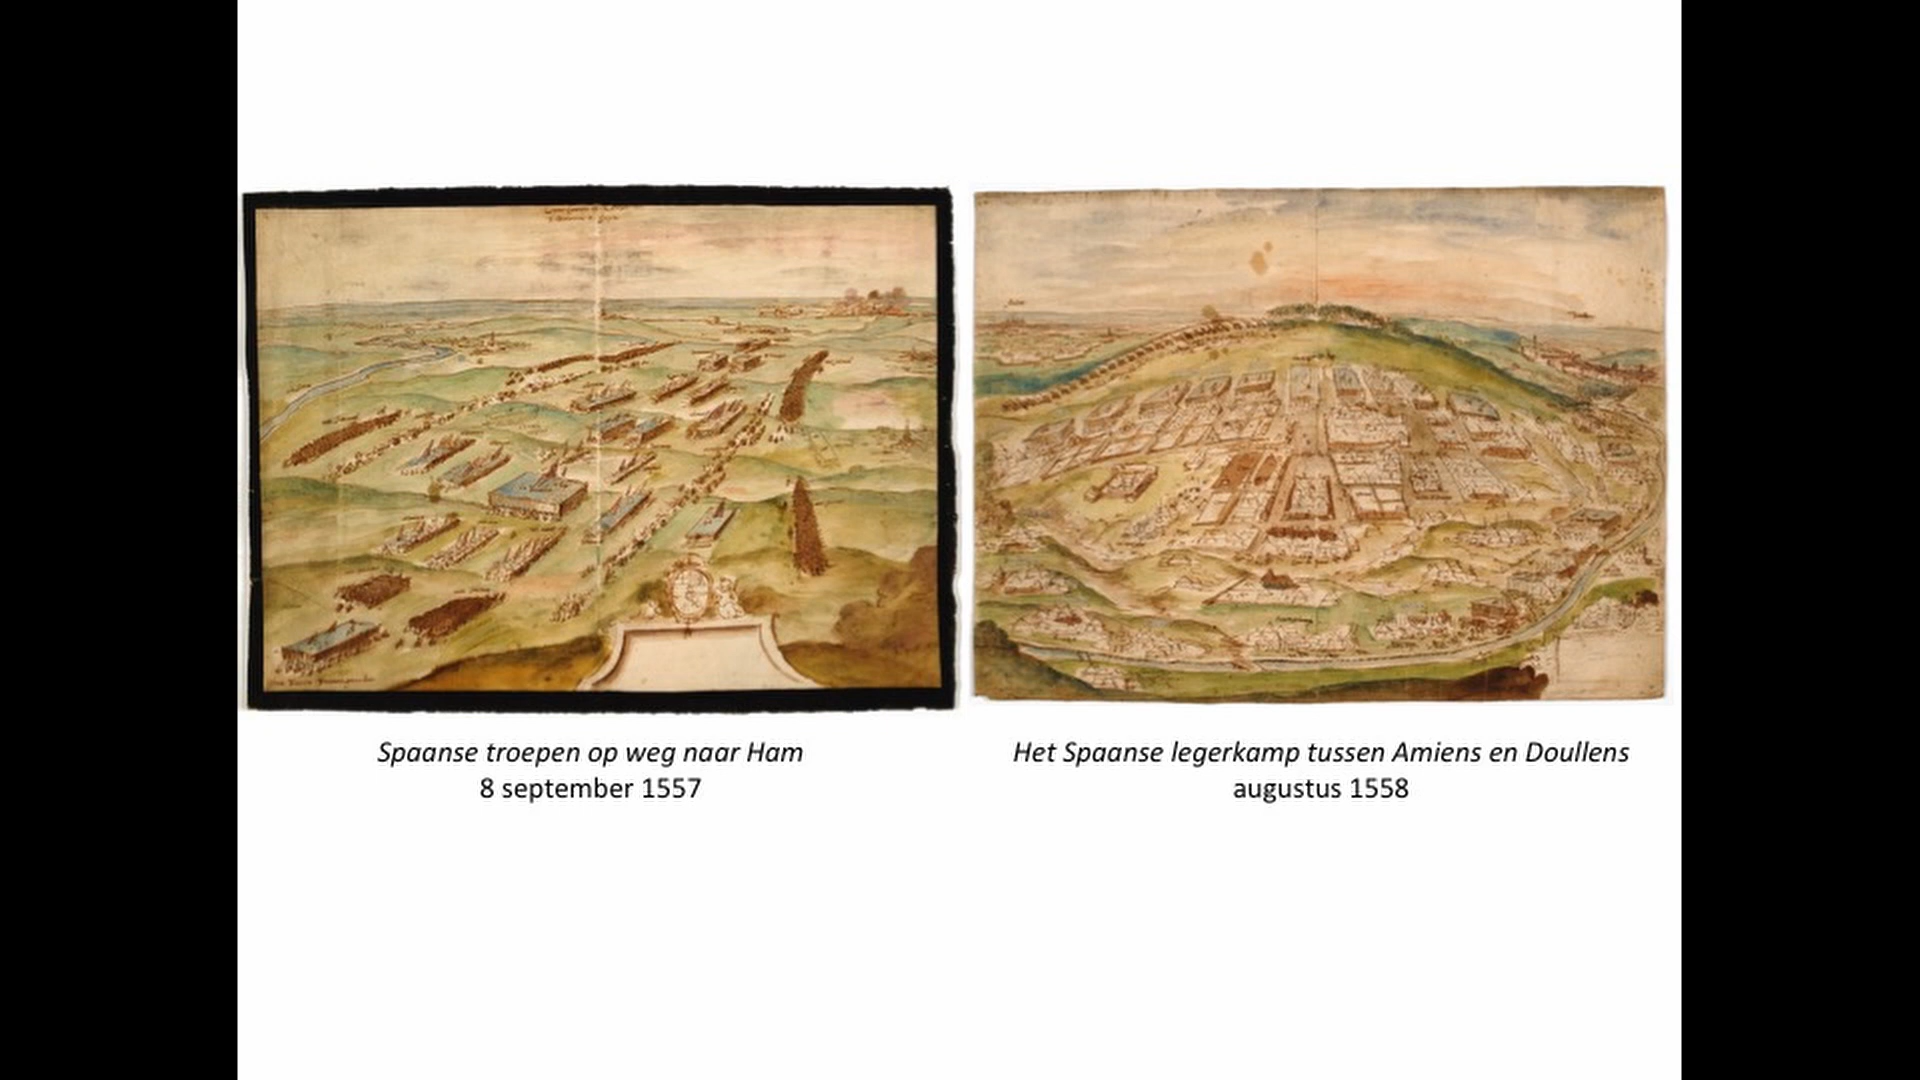 Spaanse troepen op weg naar Ham
8 september 1557
Het Spaanse legerkamp tussen Amiens en Doullens
augustus 1558